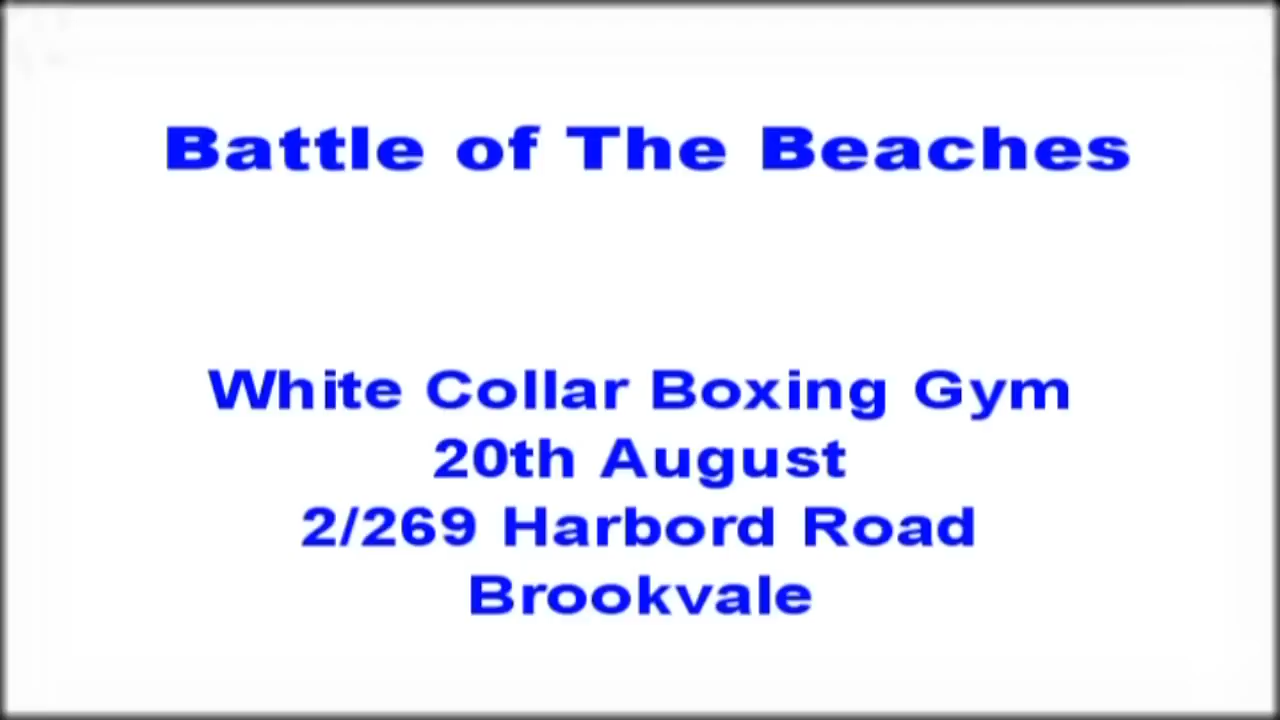 Battle of The Beaches
White Collar Boxing Gym
20th August
2/269 Harbord Road
Brookvale